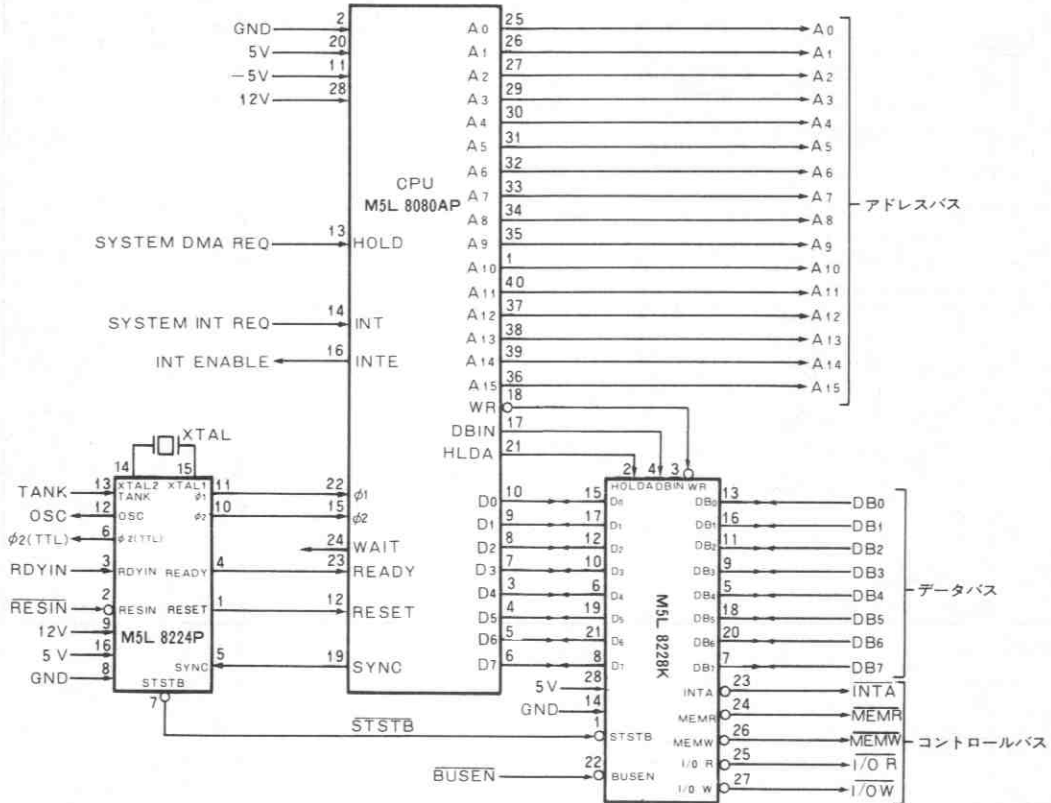 GND 2
5V 20
-5V 11
12V 28
CPU
M5L 8080AP
SYSTEM DMA REQ 13 HOLD
SYSTEM INT REQ 14 INT
INT ENABLE 16 INTE
22 φ1
15 φ2
24 WAIT
23 READY
12 RESET
19 SYNC
A0 25 A0
A1 26 A1
A2 27 A2
A3 29 A3
A4 30 A4
A5 31 A5
A6 32 A6
A7 33 A7
A8 34 A8
A9 35 A9
A10 1 A10
A11 40 A11
A12 37 A12
A13 38 A13
A14 39 A14
A15 36 A15
アドレスバス
WR 18
DBIN 17
HLDA 21
D0 10
D1 9
D2 8
D3 7
D4 3
D5 4
D6 5
D7 6
XTAL
14 15
XTAL2 XTAL1
TANK 13 TANK φ1 11
OSC 12 OSC φ2 10
φ2(TTL) 6 φ2(TTL)
RDYIN 3 RDYIN READY 4
RESIN 2 RESIN RESET 1
12V 9
M5L 8224P
5V 16
SYNC 5
GND 8
STSTB
7
STSTB
2 4 3
HOLDA DBIN WR
15 D0 DB0 13 DB0
17 D1 DB1 16 DB1
12 D2 DB2 11 DB2
10 D3 DB3 9 DB3
6 D4 DB4 5 DB4
19 D5 DB5 18 DB5
21 D6 DB6 20 DB6
8 D7 DB7 7 DB7
データバス
M5L 8228K
5V 28
GND 14
1 STSTB
BUSEN 22 BUSEN
INTA 23 INTA
MEMR 24 MEMR
MEMW 26 MEMW
I/O R 25 I/O R
I/O W 27 I/O W
コントロールバス